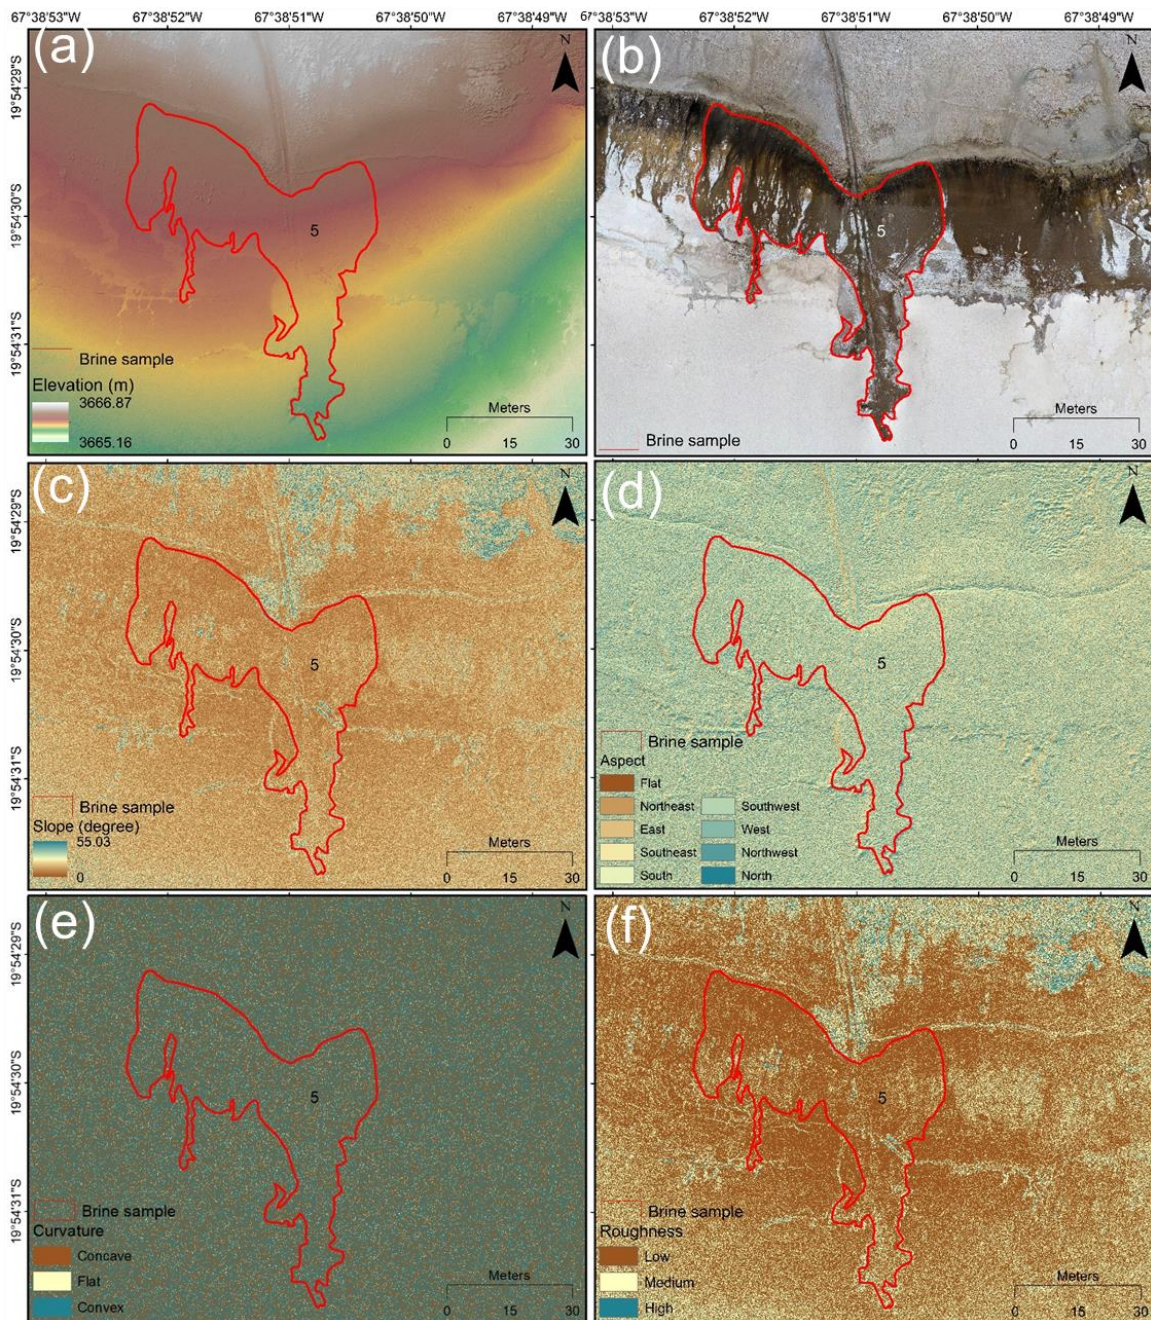 67°38'53"W 67°38'52"W 67°38'51"W 67°38'50"W 67°38'53"W 67°38'52"W 67°38'51"W 67°38'50"W 67°38'49"W
(a)
N
19°54'29"S
19°54'30"S
19°54'31"S
5
Brine sample
Elevation (m)
3666.87
3665.16
Meters
0 15 30
(b)
N
5
Brine sample
Meters
0 15 30
(c)
N
19°54'29"S
19°54'30"S
19°54'31"S
5
Brine sample
Slope (degree)
55.03
0
Meters
0 15 30
(d)
N
5
Brine sample
Aspect
Flat
Northeast
East
Southeast
South
Southwest
West
Northwest
North
Meters
0 15 30
(e)
N
19°54'29"S
19°54'30"S
19°54'31"S
5
Brine sample
Curvature
Concave
Flat
Convex
Meters
0 15 30
(f)
N
5
Brine sample
Roughness
Low
Medium
High
Meters
0 15 30